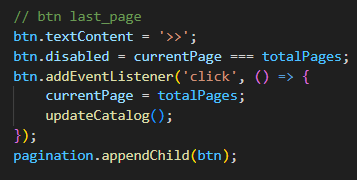 // btn last_page
btn.textContent = '>>';
btn.disabled = currentPage === totalPages;
btn.addEventListener('click', () => {
    currentPage = totalPages;
    updateCatalog();
});
pagination.appendChild(btn);